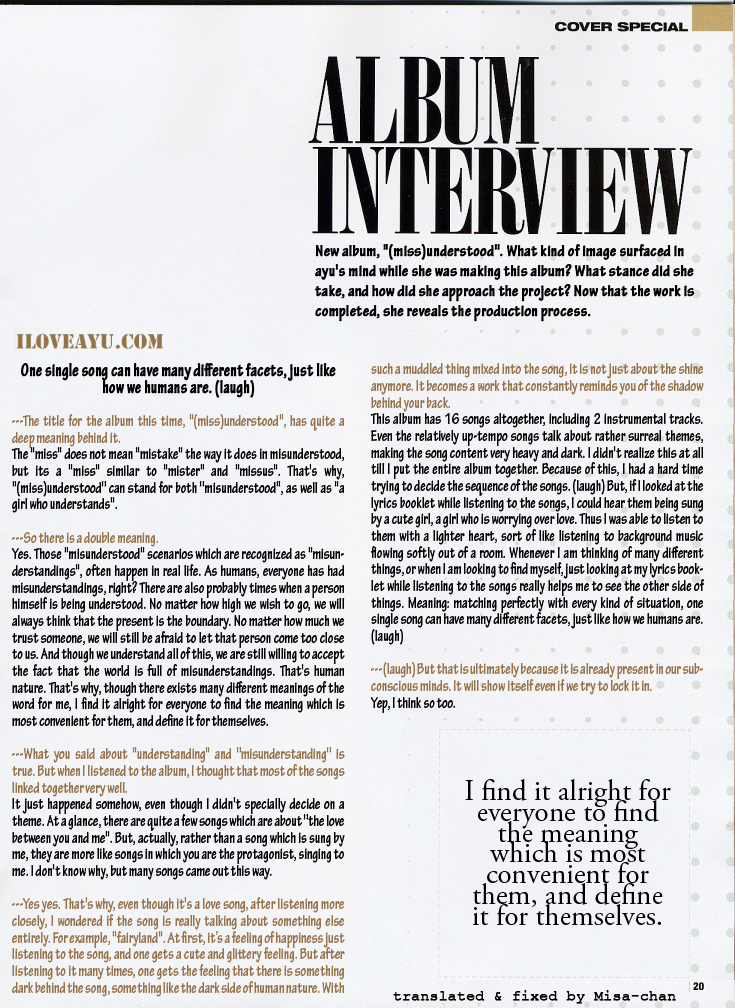 COVER SPECIAL
ALBUM
INTERVIEW
New album, "(miss)understood". What kind of image surfaced in
ayu's mind while she was making this album? What stance did she
take, and how did she approach the project? Now that the work is
completed, she reveals the production process.
ILOVEAYU.COM
One single song can have many different facets, just like
how we humans are. (laugh)
---The title for the album this time, "(miss)understood", has quite a
deep meaning behind it.
The "miss" does not mean "mistake" the way it does in misunderstood,
but its a "miss" similar to "mister" and "missus". That's why,
"(miss)understood" can stand for both "misunderstood", as well as "a
girl who understands".
---So there is a double meaning.
Yes. Those "misunderstood" scenarios which are recognized as "misun-
derstandings", often happen in real life. As humans, everyone has had
misunderstandings, right? There are also probably times when a person
himself is being understood. No matter how high we wish to go, we will
always think that the present is the boundary. No matter how much we
trust someone, we will still be afraid to let that person come too close
to us. And though we understand all of this, we are still willing to accept
the fact that the world is full of misunderstandings. That's human
nature. That's why, though there exists many different meanings of the
word for me, I find it alright for everyone to find the meaning which is
most convenient for them, and define it for themselves.
---What you said about "understanding" and "misunderstanding" is
true. But when I listened to the album, I thought that most of the songs
linked together very well.
It just happened somehow, even though I didn't specially decide on a
theme. At a glance, there are quite a few songs which are about "the love
between you and me". But, actually, rather than a song which is sung by
me, they are more like songs in which you are the protagonist, singing to
me. I don't know why, but many songs came out this way.
---Yes yes. That's why, even though it's a love song, after listening more
closely, I wondered if the song is really talking about something else
entirely. For example, "fairyland". At first, it's a feeling of happiness just
listening to the song, and one gets a cute and glittery feeling. But after
listening to it many times, one gets the feeling that there is something
dark behind the song, something like the dark side of human nature. With
such a muddled thing mixed into the song, it is not just about the shine
anymore. It becomes a work that constantly reminds you of the shadow
behind your back.
This album has 16 songs altogether, including 2 instrumental tracks.
Even the relatively up-tempo songs talk about rather surreal themes,
making the song content very heavy and dark. I didn't realize this at all
till I put the entire album together. Because of this, I had a hard time
trying to decide the sequence of the songs. (laugh) But, if I looked at the
lyrics booklet while listening to the songs, I could hear them being sung
by a cute girl, a girl who is worrying over love. Thus I was able to listen to
them with a lighter heart, sort of like listening to background music
flowing softly out of a room. Whenever I am thinking of many different
things, or when I am looking to find myself, just looking at my lyrics book-
let while listening to the songs really helps me to see the other side of
things. Meaning: matching perfectly with every kind of situation, one
single song can have many different facets, just like how we humans are.
(laugh)
---(laugh) But that is ultimately because it is already present in our sub-
conscious minds. It will show itself even if we try to lock it in.
Yep, I think so too.
I find it alright for
everyone to find
the meaning
which is most
convenient for
them, and define
it for themselves.
20
translated & fixed by Misa-chan